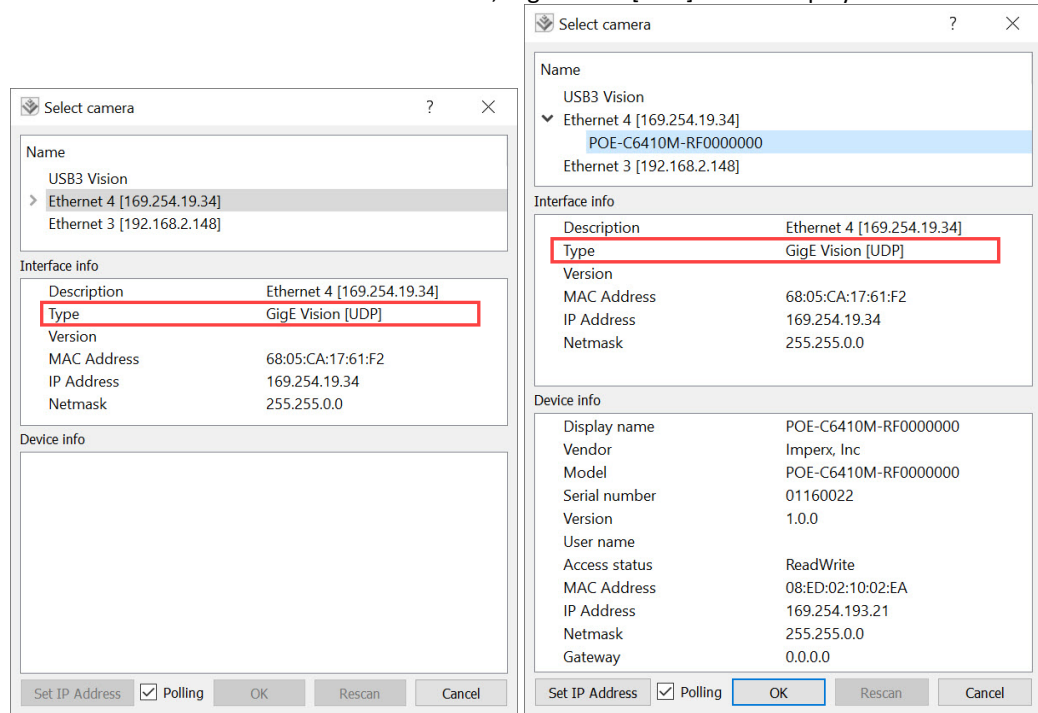 Select camera ?
Name
USB3 Vision
Ethernet 4 [169.254.19.34]
Ethernet 3 [192.168.2.148]
Interface info
Description Ethernet 4 [169.254.19.34]
Type GigE Vision [UDP]
Version
MAC Address 68:05:CA:17:61:F2
IP Address 169.254.19.34
Netmask 255.255.0.0
Device info
Set IP Address Polling OK Rescan Cancel
Select camera ?
Name
USB3 Vision
Ethernet 4 [169.254.19.34]
POE-C6410M-RF0000000
Ethernet 3 [192.168.2.148]
Interface info
Description Ethernet 4 [169.254.19.34]
Type GigE Vision [UDP]
Version
MAC Address 68:05:CA:17:61:F2
IP Address 169.254.19.34
Netmask 255.255.0.0
Device info
Display name POE-C6410M-RF0000000
Vendor Imperx, Inc
Model POE-C6410M-RF0000000
Serial number 01160022
Version 1.0.0
User name
Access status ReadWrite
MAC Address 08:ED:02:10:02:EA
IP Address 169.254.193.21
Netmask 255.255.0.0
Gateway 0.0.0.0
Set IP Address Polling OK Rescan Cancel